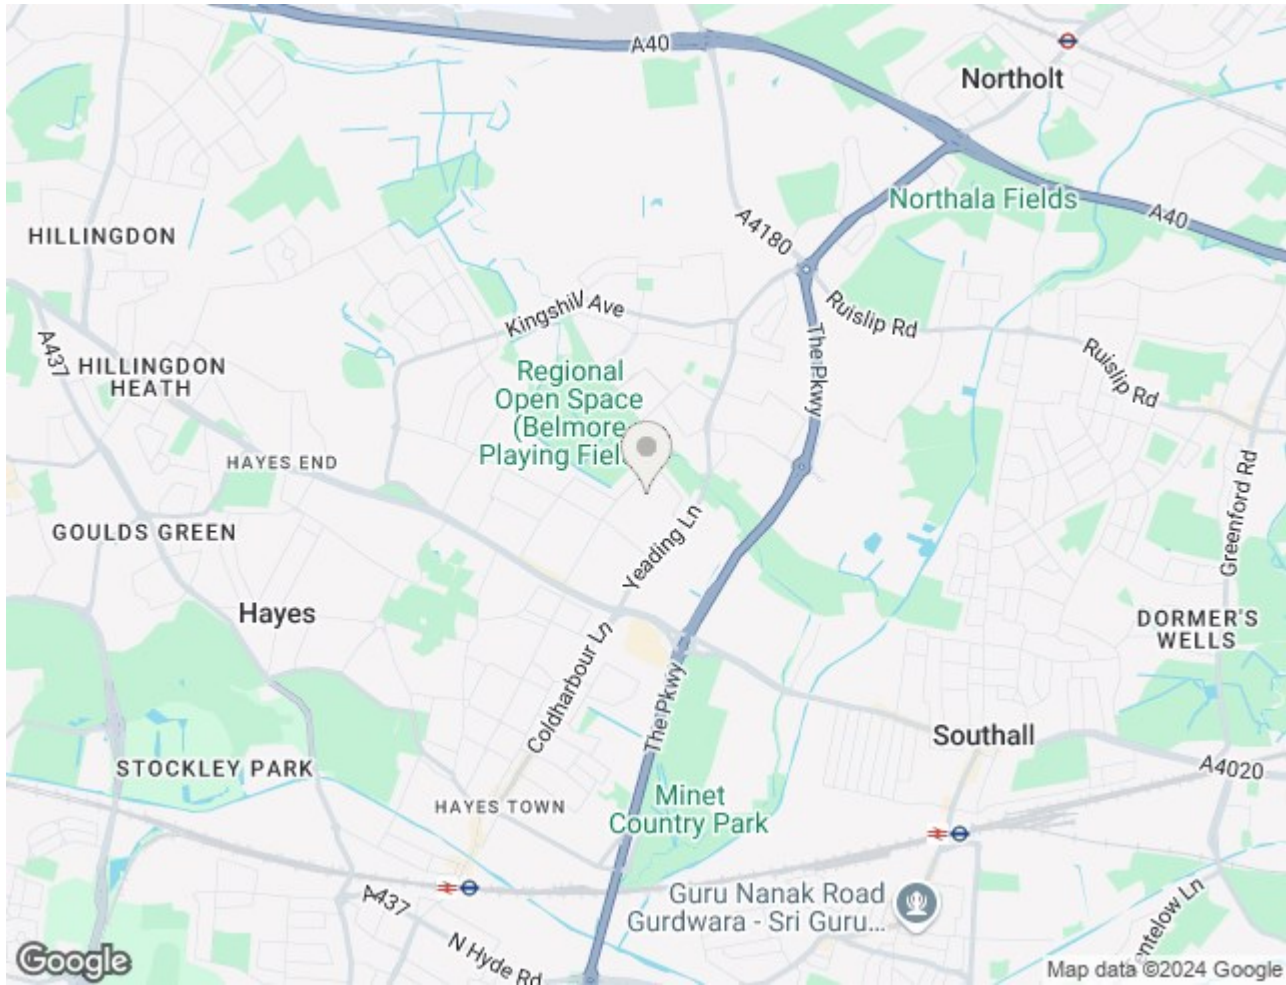 A40
Northolt
Northala Fields
A40
A4180
HILLINGDON
Kingshill Ave
Ruislip Rd
The Pkwy
Ruislip Rd
A437
HILLINGDON
HEATH
Regional
Open Space
(Belmore
Playing Fiel
HAYES END
Greenford Rd
GOULDS GREEN
Yeading Ln
Hayes
DORMER'S
WELLS
Coldharbour Ln
The Pkwy
Southall
STOCKLEY PARK
A4020
HAYES TOWN
Minet
Country Park
Guru Nanak Road
Gurdwara - Sri Guru...
A437
N Hyde Rd
entelow Ln
Google
Map data ©2024 Google